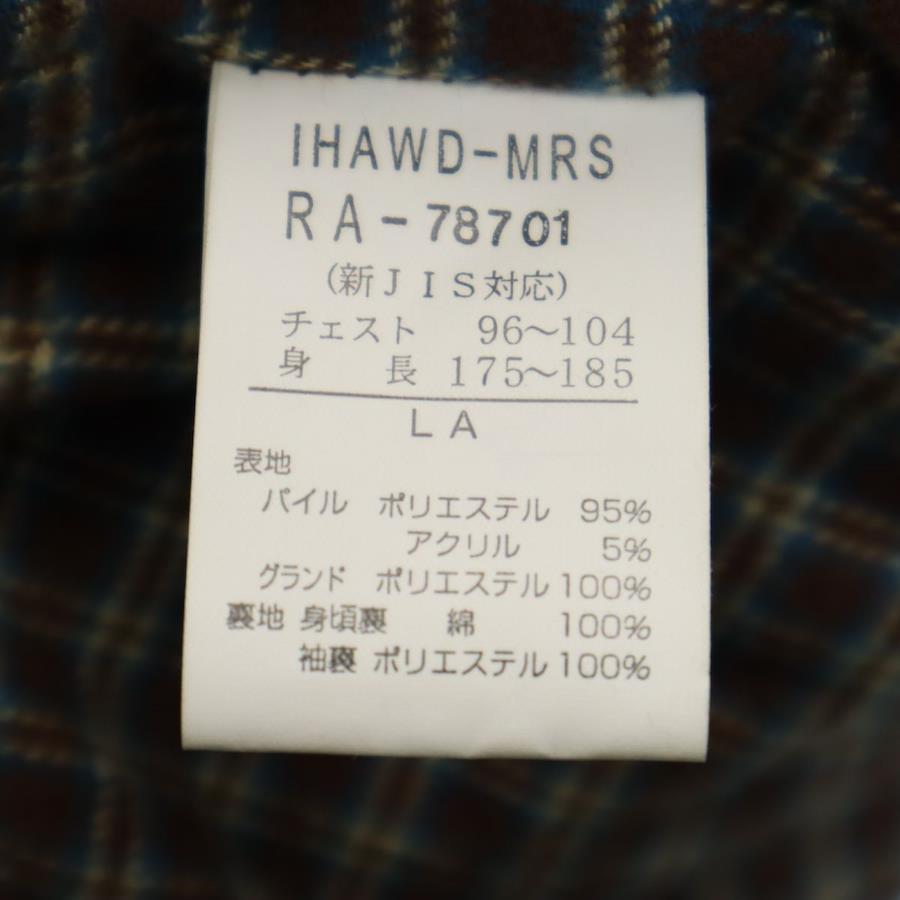 IHAWD-MRS
RA-78701
(新JIS対応)
チェスト 96～104
身長 175～185
LA
表地
パイル ポリエステル 95%
アクリル 5%
グランド ポリエステル 100%
裏地 身頃裏 綿 100%
袖裏 ポリエステル 100%